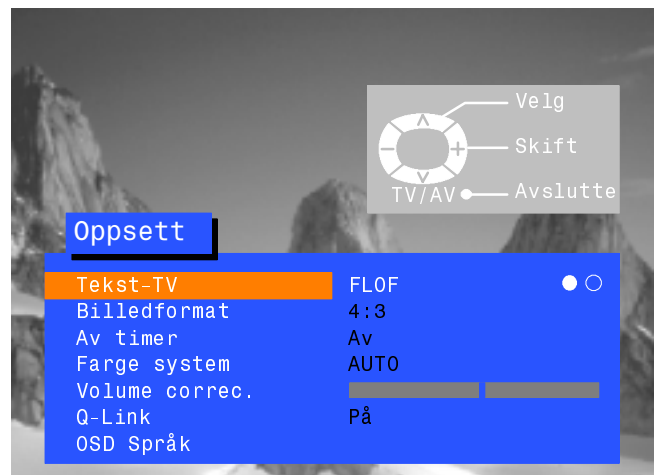 Velg
Skift
TV/AV Avslutte
Oppsett
Tekst-TV FLOF
Billedformat 4:3
Av timer Av
Farge system AUTO
Volume correc.
Q-Link På
OSD Språk